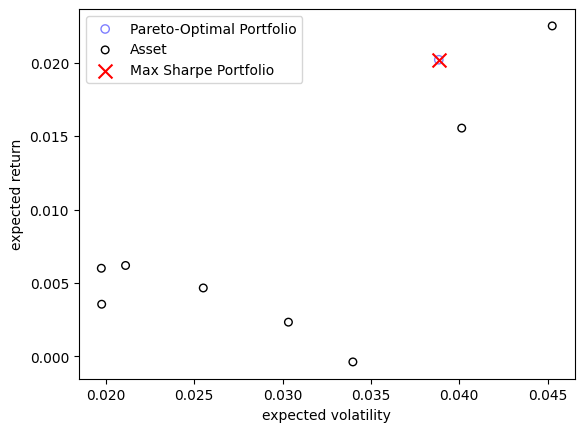 Pareto-Optimal Portfolio
Asset
Max Sharpe Portfolio
expected return
0.020
0.015
0.010
0.005
0.000
0.020
0.025
0.030
0.035
0.040
0.045
expected volatility